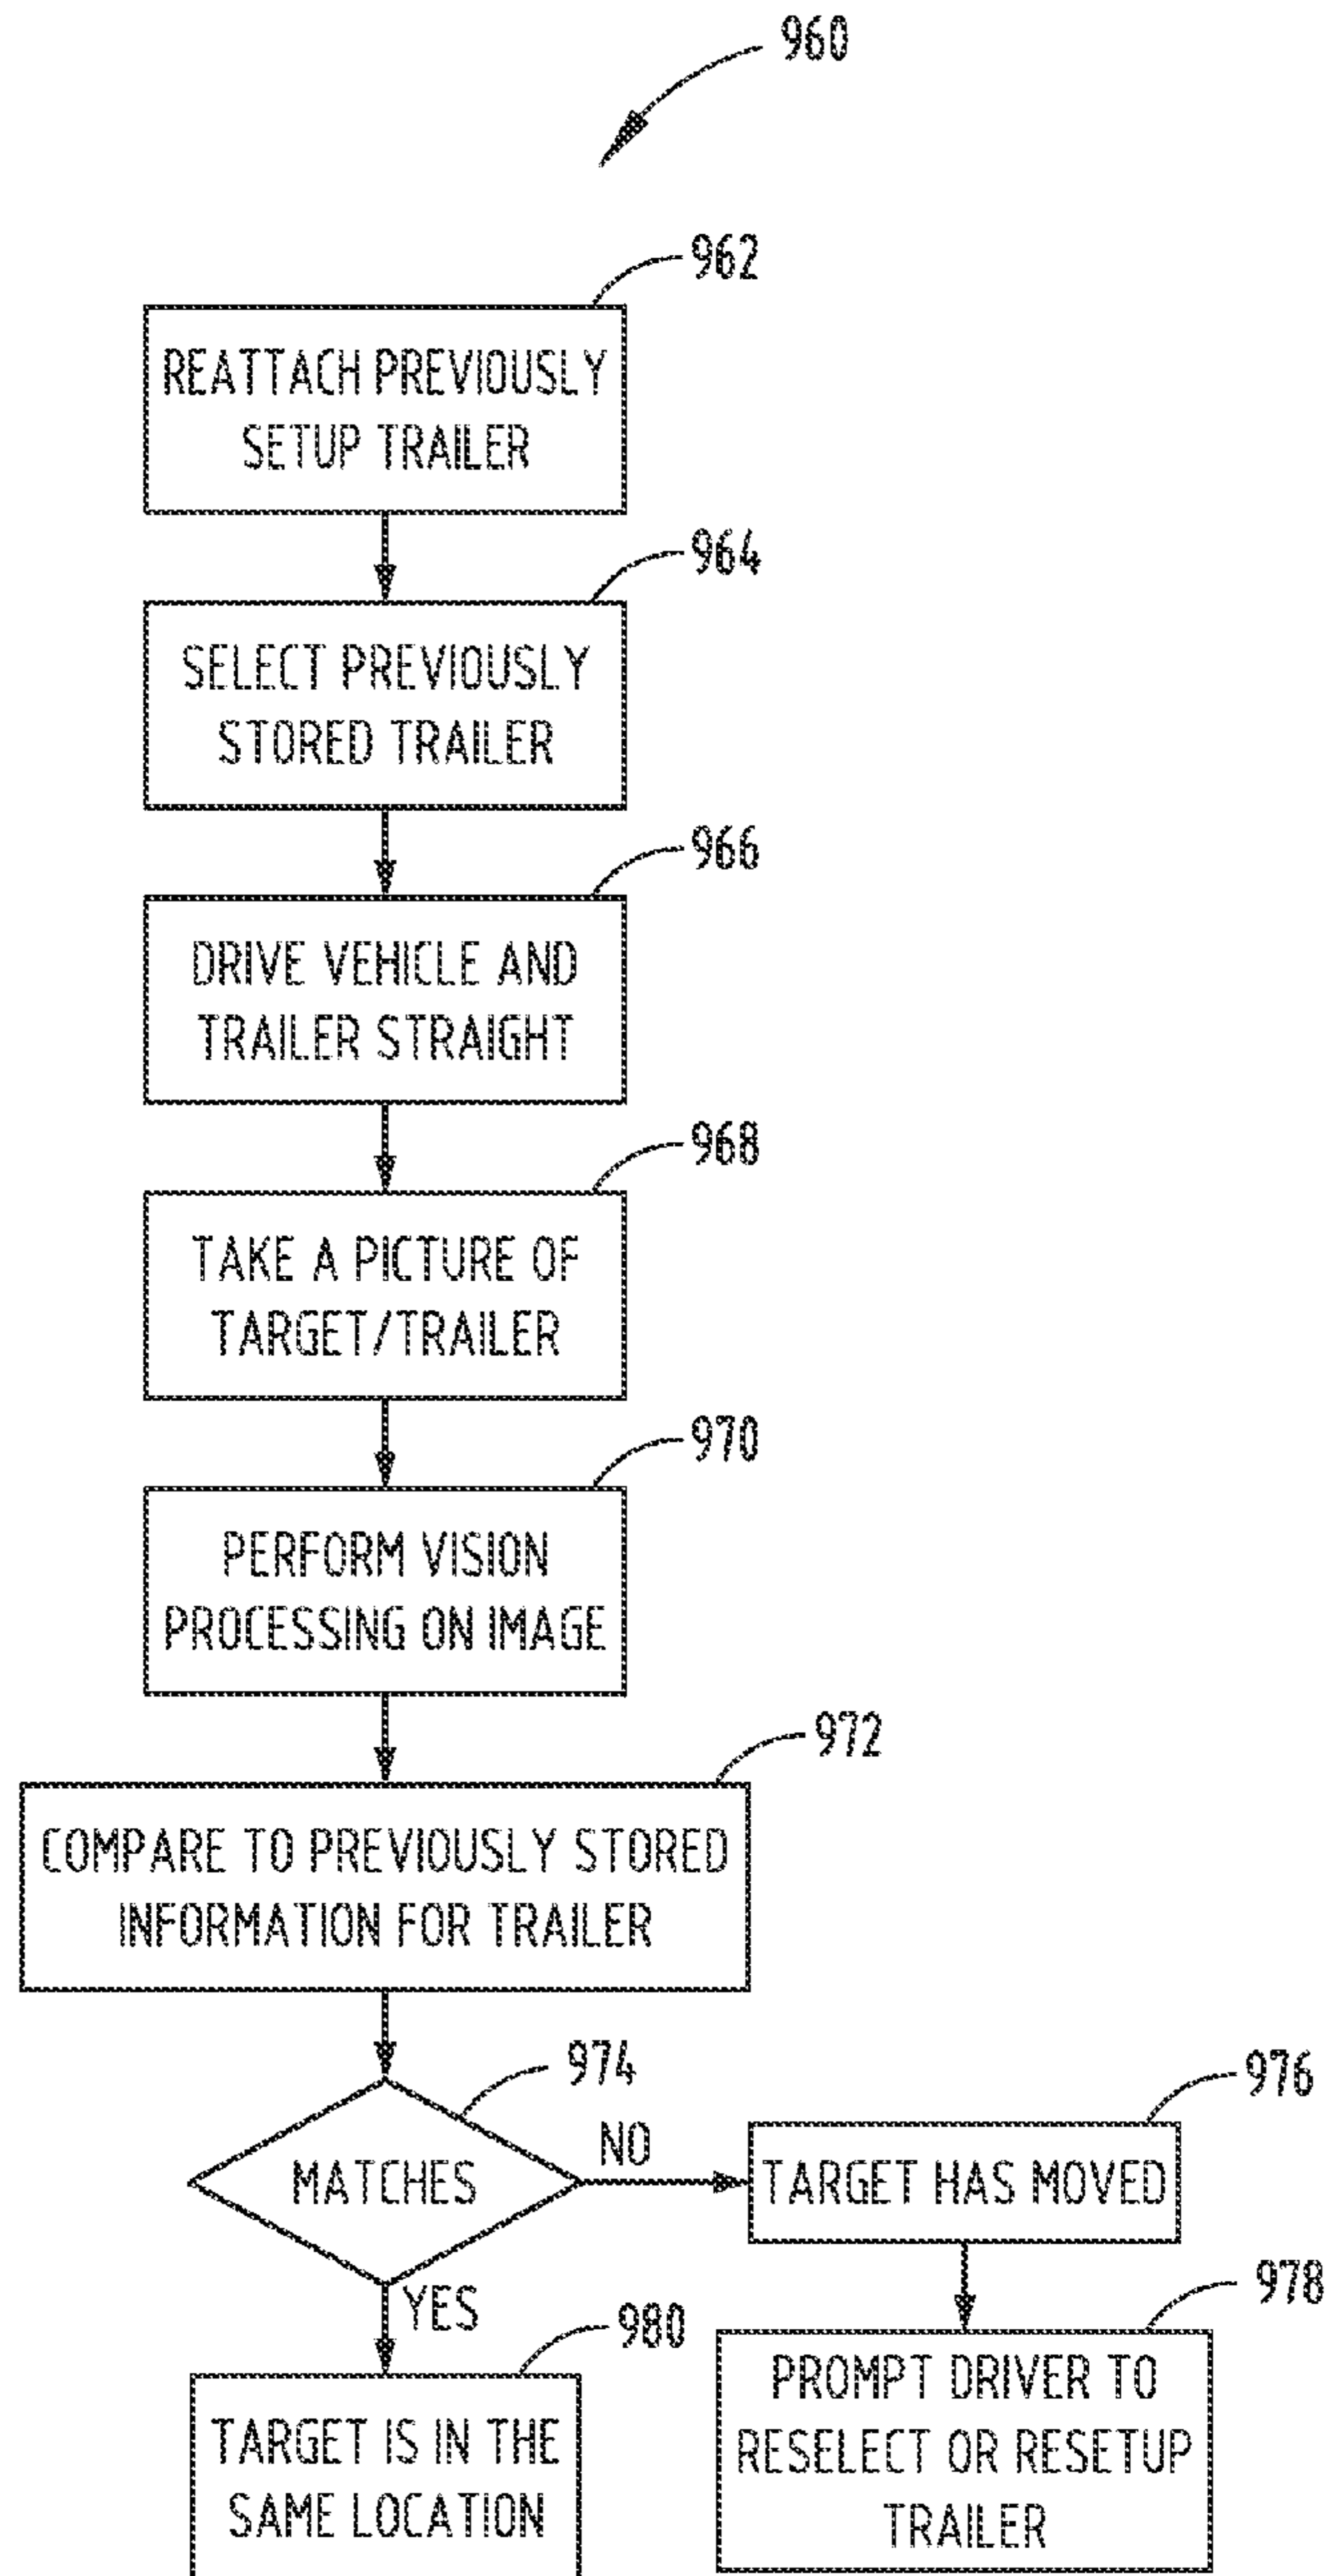 960
962
REATTACH PREVIOUSLY
SETUP TRAILER
964
SELECT PREVIOUSLY
STORED TRAILER
966
DRIVE VEHICLE AND
TRAILER STRAIGHT
968
TAKE A PICTURE OF
TARGET/TRAILER
970
PERFORM VISION
PROCESSING ON IMAGE
972
COMPARE TO PREVIOUSLY STORED
INFORMATION FOR TRAILER
974
MATCHES
NO
976
TARGET HAS MOVED
978
PROMPT DRIVER TO
RESELECT OR RESETUP
TRAILER
YES
980
TARGET IS IN THE
SAME LOCATION